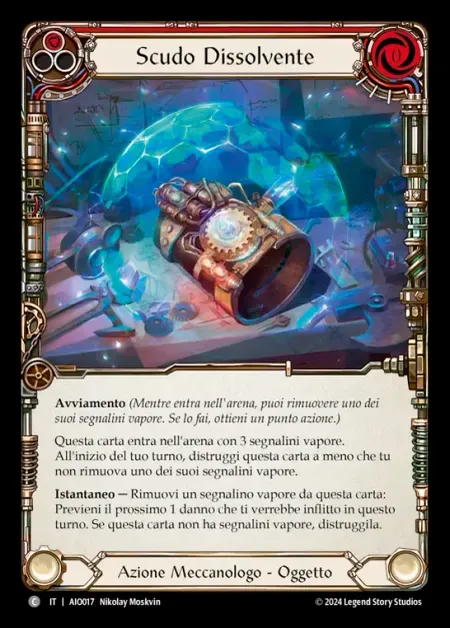 Scudo Dissolvente
Avviamento (Mentre entra nell'arena, puoi rimuovere uno dei
suoi segnalini vapore. Se lo fai, ottieni un punto azione.)
Questa carta entra nell'arena con 3 segnalini vapore.
All'inizio del tuo turno, distruggi questa carta a meno che tu
non rimuova uno dei suoi segnalini vapore.
Istantaneo — Rimuovi un segnalino vapore da questa carta:
Previeni il prossimo 1 danno che ti verrebbe inflitto in questo
turno. Se questa carta non ha segnalini vapore, distruggila.
Azione Meccanologo - Oggetto
C IT | AIO017 Nikolay Moskvin © 2024 Legend Story Studios